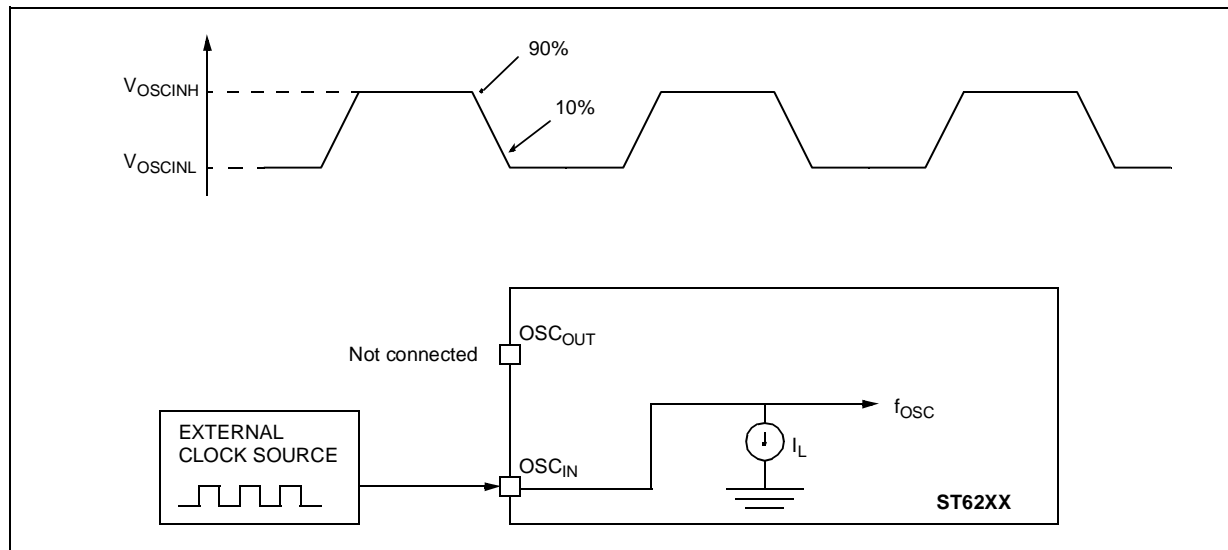 90%
V_OSCINH
10%
V_OSCINL
OSC_OUT
Not connected
f_OSC
EXTERNAL
CLOCK SOURCE
I_L
OSC_IN
ST62XX